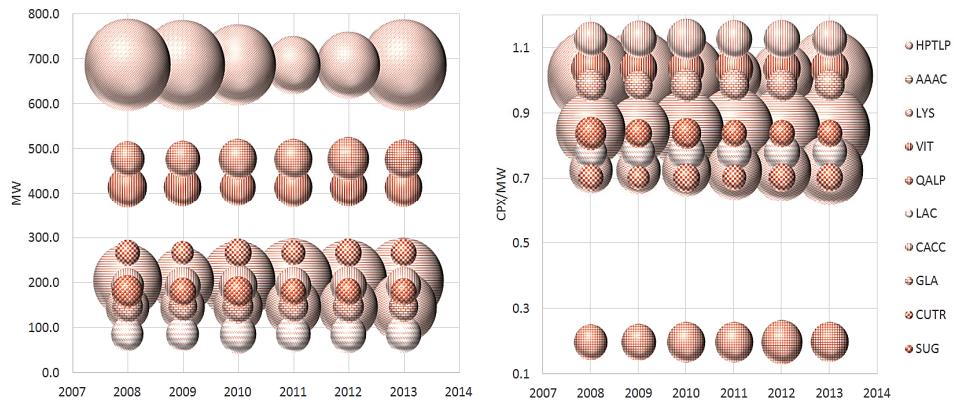 MW
800.0
700.0
600.0
500.0
400.0
300.0
200.0
100.0
0.0
2007 2008 2009 2010 2011 2012 2013 2014
CPX/MW
1.1
0.9
0.7
0.5
0.3
0.1
2007 2008 2009 2010 2011 2012 2013 2014
HPTLP
AAAC
LYS
VIT
QALP
LAC
CACC
GLA
CUTR
SUG